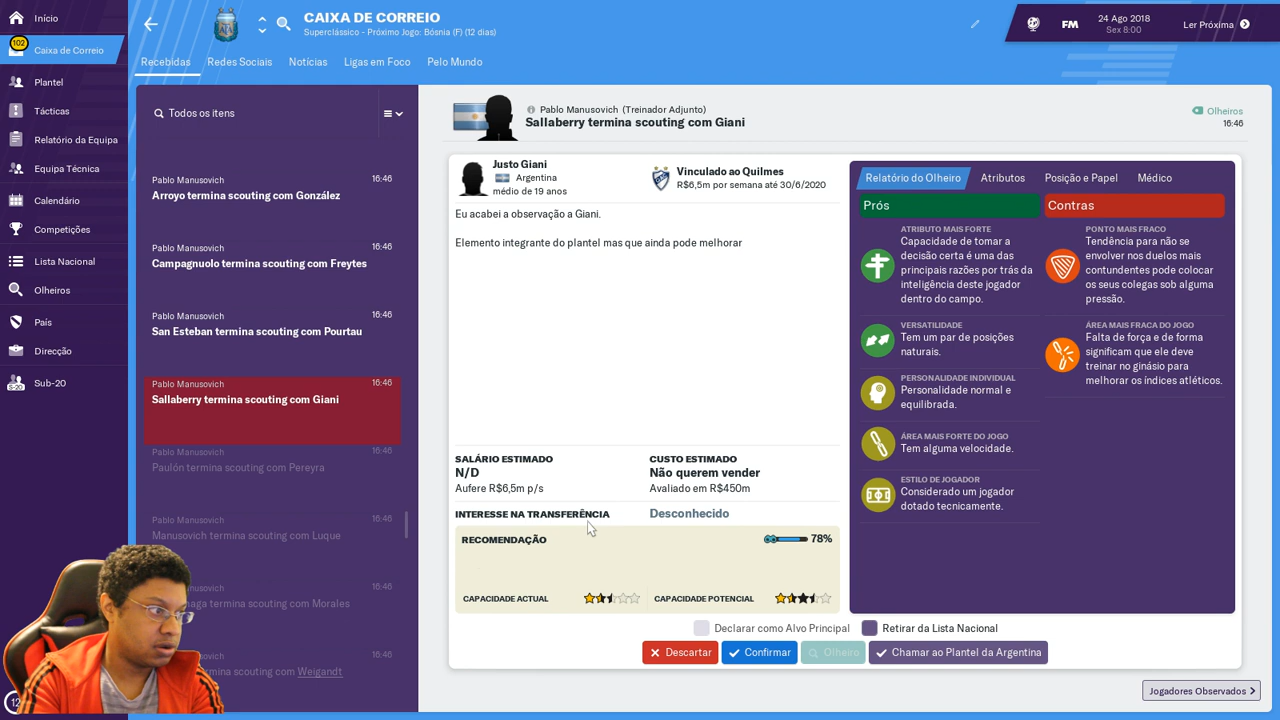 Início
102
Caixa de Correio
Plantel
Tácticas
Relatório da Equipa
Equipa Técnica
Calendário
Competições
Lista Nacional
Olheiros
País
Direcção
S-20
Sub-20
CAIXA DE CORREIO
Superclássico - Próximo Jogo: Bósnia (F) (12 dias)
FM
24 Ago 2018
Sex 8:00
Ler Próxima
Recebidas
Redes Sociais
Notícias
Ligas em Foco
Pelo Mundo
Todos os itens
Pablo Manusovich 16:46
Arroyo termina scouting com González
Pablo Manusovich 16:46
Campagnuolo termina scouting com Freytes
Pablo Manusovich 16:46
San Esteban termina scouting com Pourtau
Pablo Manusovich 16:46
Sallaberry termina scouting com Giani
Pablo Manusovich 16:46
Paulón termina scouting com Pereyra
Pablo Manusovich 16:46
Manusovich termina scouting com Luque
16:46
termina scouting com Morales
16:46
termina scouting com Weigandt
Pablo Manusovich (Treinador Adjunto)
Sallaberry termina scouting com Giani
Olheiros
16:46
Justo Giani
Argentina
médio de 19 anos
Vinculado ao Quilmes
R$6,5m por semana até 30/6/2020
Eu acabei a observação a Giani.
Elemento integrante do plantel mas que ainda pode melhorar
SALÁRIO ESTIMADO
N/D
Aufere R$6,5m p/s
CUSTO ESTIMADO
Não querem vender
Avaliado em R$450m
INTERESSE NA TRANSFERÊNCIA
Desconhecido
RECOMENDAÇÃO
78%
CAPACIDADE ACTUAL
CAPACIDADE POTENCIAL
Relatório do Olheiro
Atributos
Posição e Papel
Médico
Prós
ATRIBUTO MAIS FORTE
Capacidade de tomar a
decisão certa é uma das
principais razões por trás da
inteligência deste jogador
dentro do campo.
VERSATILIDADE
Tem um par de posições
naturais.
PERSONALIDADE INDIVIDUAL
Personalidade normal e
equilibrada.
ÁREA MAIS FORTE DO JOGO
Tem alguma velocidade.
ESTILO DE JOGADOR
Considerado um jogador
dotado tecnicamente.
Contras
PONTO MAIS FRACO
Tendência para não se
envolver nos duelos mais
contundentes pode colocar
os seus colegas sob alguma
pressão.
ÁREA MAIS FRACA DO JOGO
Falta de força e de forma
significam que ele deve
treinar no ginásio para
melhorar os índices atléticos.
Declarar como Alvo Principal
Retirar da Lista Nacional
Descartar
Confirmar
Olheiro
Chamar ao Plantel da Argentina
Jogadores Observados